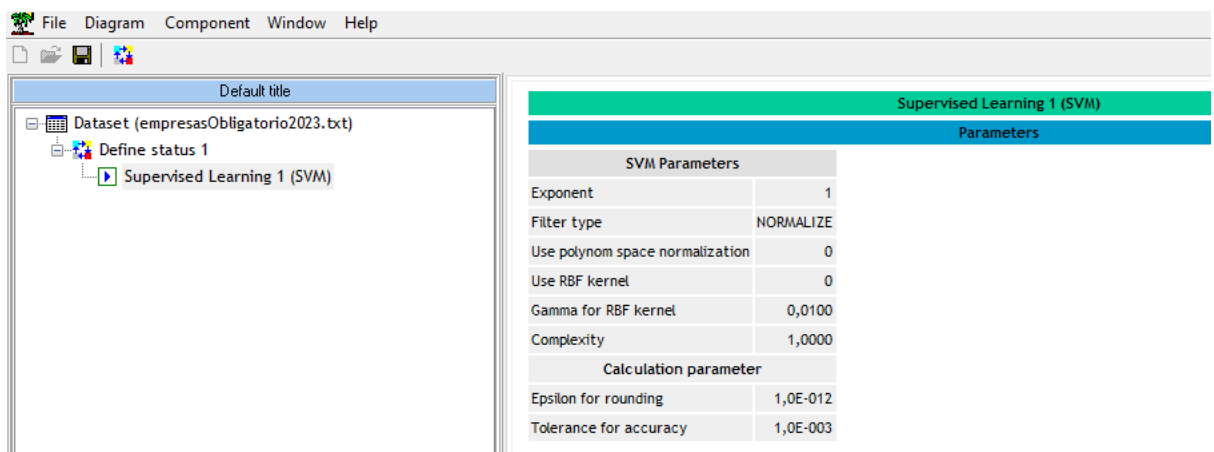 File Diagram Component Window Help
Default title
Dataset (empresasObligatorio2023.txt)
Define status 1
Supervised Learning 1 (SVM)
Supervised Learning 1 (SVM)
Parameters
SVM Parameters
Exponent 1
Filter type NORMALIZE
Use polynom space normalization 0
Use RBF kernel 0
Gamma for RBF kernel 0,0100
Complexity 1,0000
Calculation parameter
Epsilon for rounding 1,0E-012
Tolerance for accuracy 1,0E-003